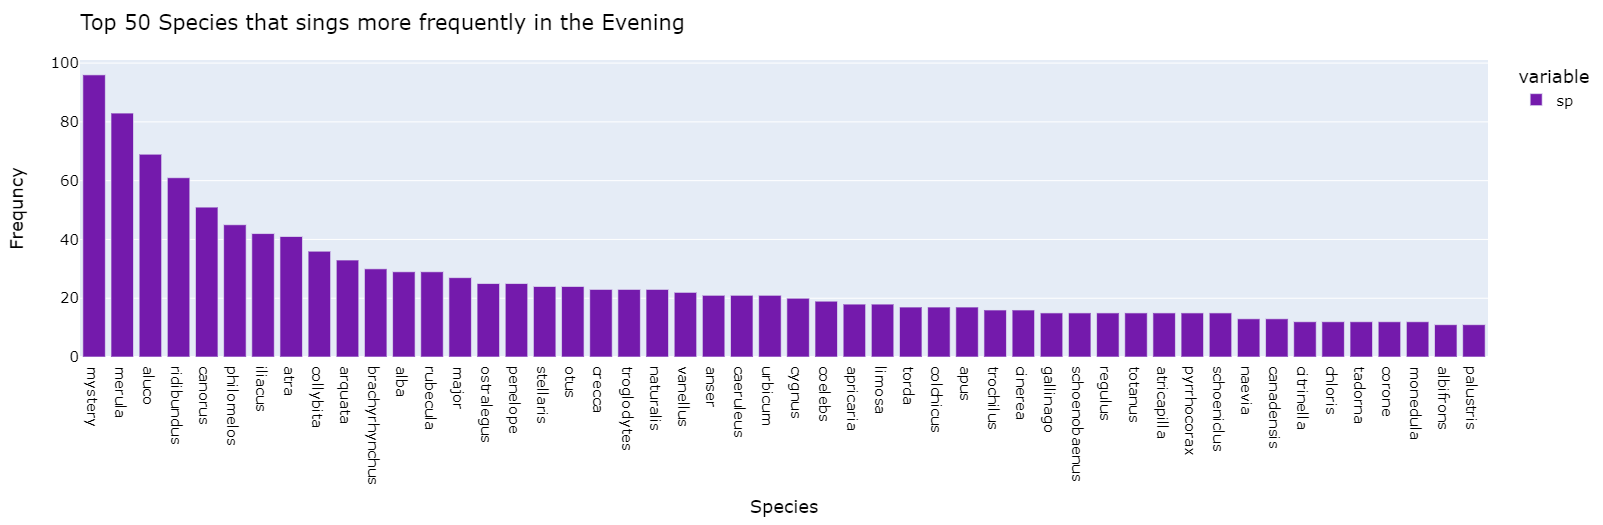 Top 50 Species that sings more frequently in the Evening
variable
sp
Frequncy
100
80
60
40
20
0
mystery
merula
aluco
ridibundus
canorus
philomelos
iliacus
atra
collybita
arquata
brachyrhynchus
alba
rubecula
major
ostralegus
penelope
stellaris
otus
crecca
troglodytes
naturalis
vanellus
anser
caeruleus
urbicum
cygnus
coelebs
apricaria
limosa
torda
colchicus
apus
trochilus
cinerea
gallinago
schoenobaenus
regulus
totanus
atricapilla
pyrrhocorax
schoeniclus
naevia
canadensis
citrinella
chloris
tadorna
corone
monedula
albifrons
palustris
Species